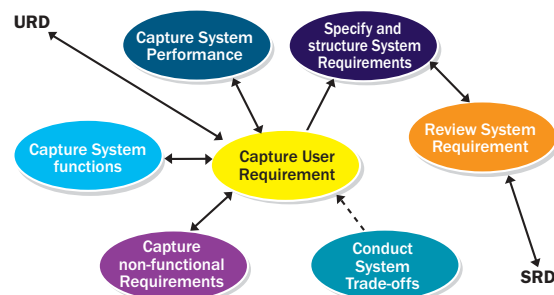 URD
Capture System
Performance
Specify and
structure System
Requirements
Capture System
functions
Capture User
Requirement
Review System
Requirement
Capture
non-functional
Requirements
Conduct
System
Trade-offs
SRD